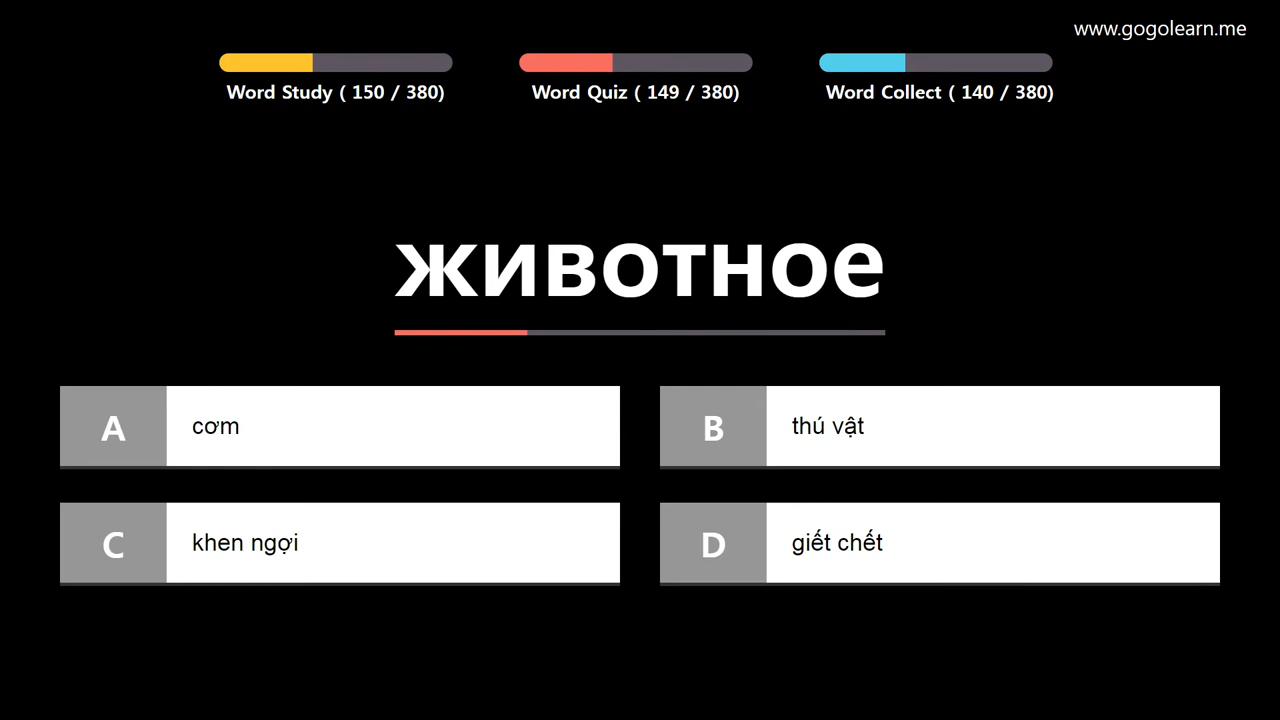 www.gogolearn.me
Word Study ( 150 / 380)
Word Quiz ( 149 / 380)
Word Collect ( 140 / 380)
животное
A
cơm
B
thú vật
C
khen ngợi
D
giết chết